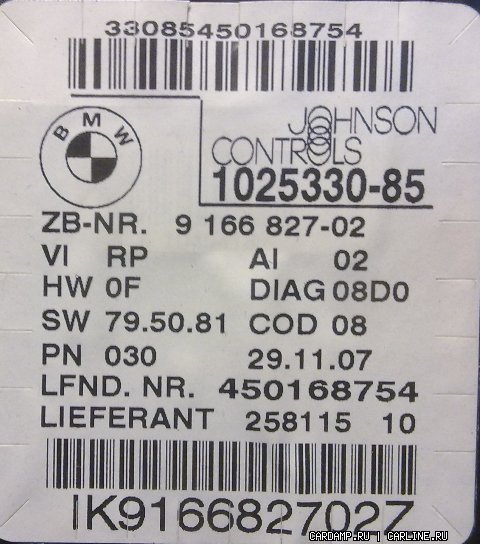 33085450168754
BMW
JOHNSON
CONTROLS
1025330-85
ZB-NR. 9 166 827-02
VI RP AI 02
HW 0F DIAG 08D0
SW 79.50.81 COD 08
PN 030 29.11.07
LFND. NR. 450168754
LIEFERANT 258115 10
IK916682702Z
CARDAMP.RU | CARLINE.RU